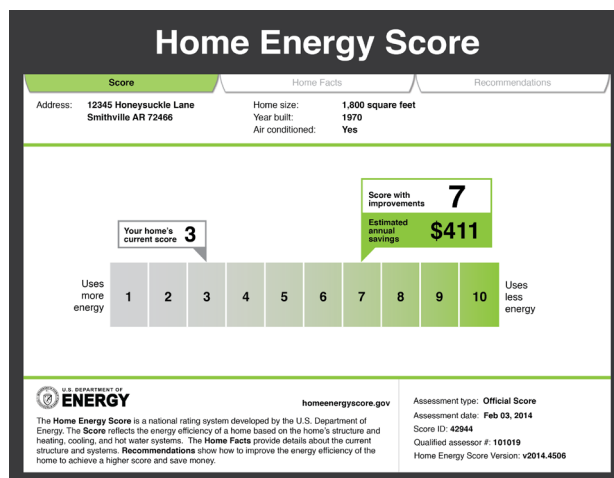 Home Energy Score
Score
Home Facts
Recommendations
Address: 12345 Honeysuckle Lane
Smithville AR 72466
Home size: 1,800 square feet
Year built: 1970
Air conditioned: Yes
Score with improvements 7
Estimated annual savings $411
Your home's current score 3
Uses more energy
1 2 3 4 5 6 7 8 9 10
Uses less energy
U.S. DEPARTMENT OF
ENERGY
homeenergyscore.gov
The Home Energy Score is a national rating system developed by the U.S. Department of
Energy. The Score reflects the energy efficiency of a home based on the home's structure and
heating, cooling, and hot water systems. The Home Facts provide details about the current
structure and systems. Recommendations show how to improve the energy efficiency of the
home to achieve a higher score and save money.
Assessment type: Official Score
Assessment date: Feb 03, 2014
Score ID: 42944
Qualified assessor #: 101019
Home Energy Score Version: v2014.4506